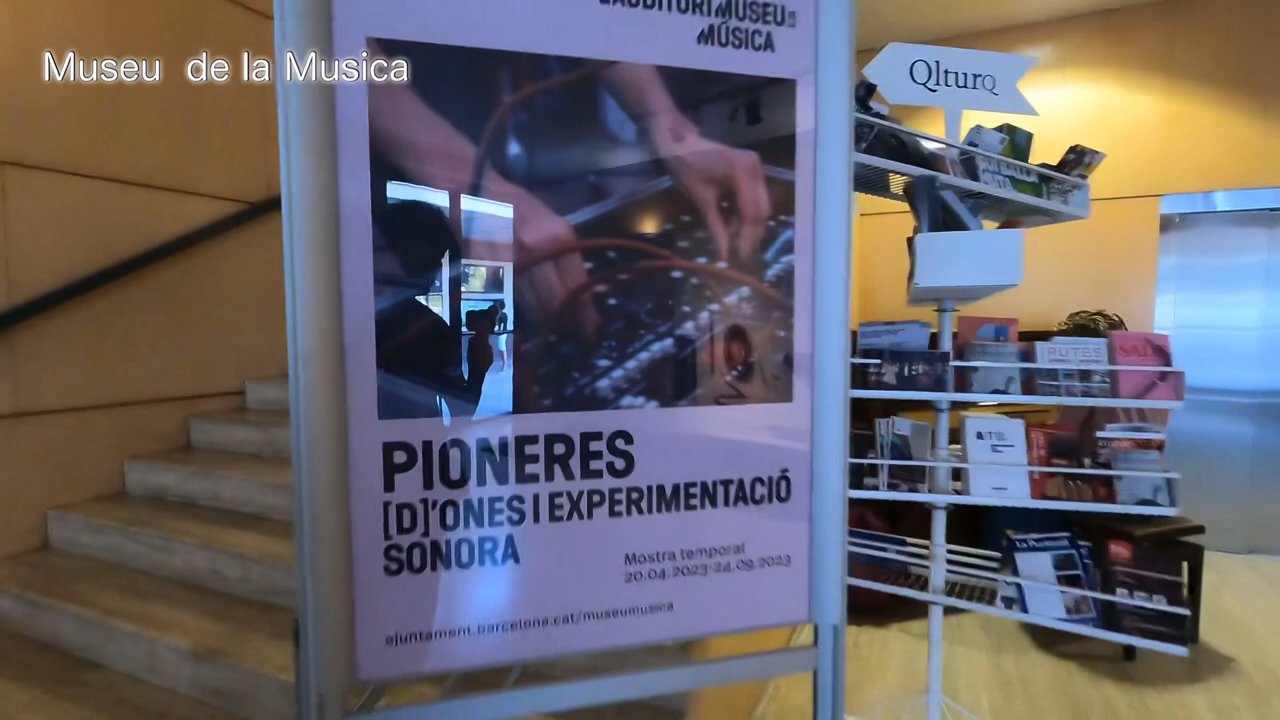 Museu de la Musica
L'AUDITORI MUSEU DE LA
MÚSICA
PIONERES
[D]'ONES I EXPERIMENTACIÓ
SONORA
Mostra temporal
20.04.2023-24.09.2023
ajuntament.barcelona.cat/museumusica
Qlturq
RUTES